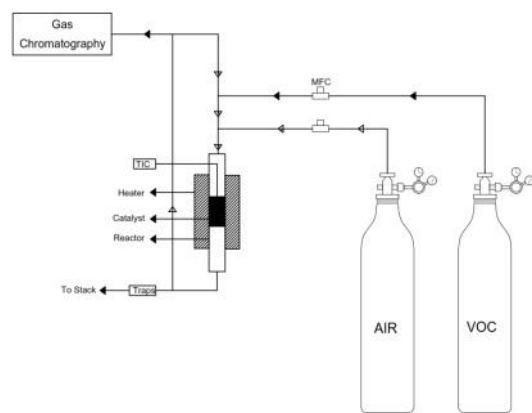 Gas
Chromatography
MFC
TIC
Heater
Catalyst
Reactor
To Stack
Traps
AIR
VOC